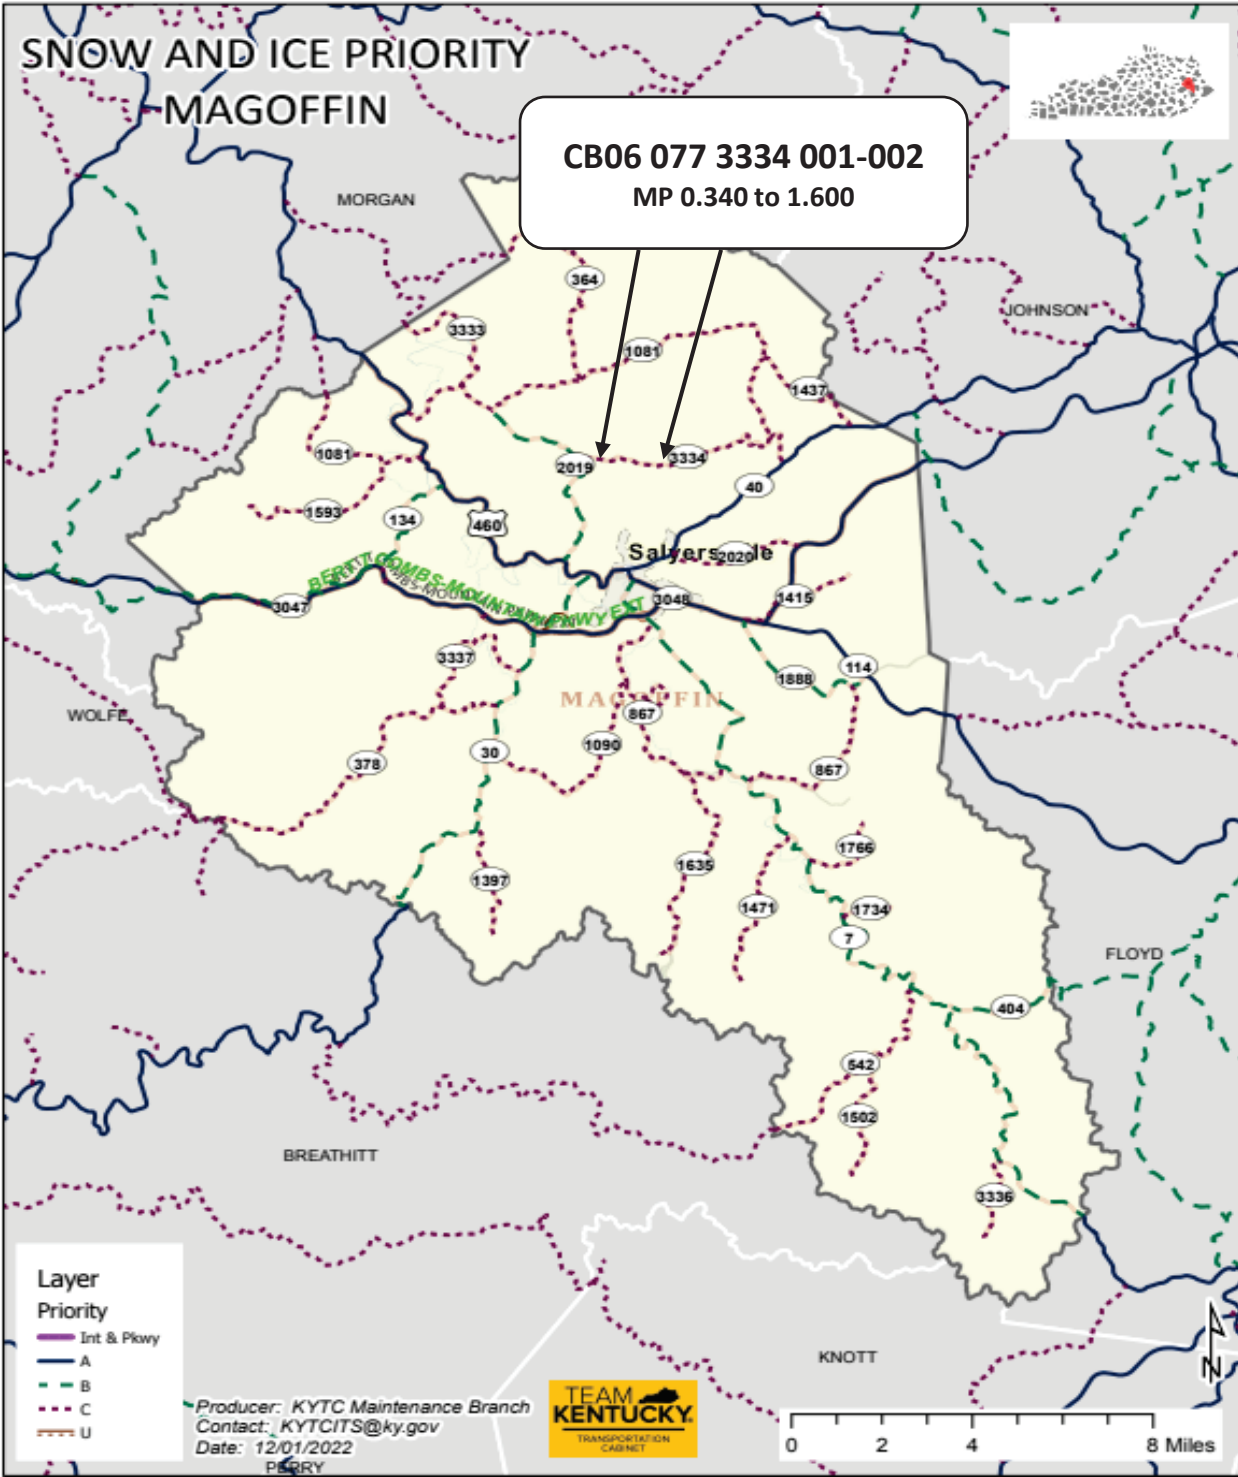 SNOW AND ICE PRIORITY
MAGOFFIN
CB06 077 3334 001-002
MP 0.340 to 1.600
MORGAN
JOHNSON
364
3333
1081
1437
1081
2019
3334
40
1593
134
460
2020
3047
3048
1415
3337
1888
114
MAGOFFIN
WOLFE
867
30
1090
378
867
1766
1635
1397
1471
1734
7
FLOYD
404
542
1502
BREATHITT
3336
KNOTT
PERRY
Layer
Priority
Int & Pkwy
A
B
C
U
Producer: KYTC Maintenance Branch
Contact: KYTCITS@ky.gov
Date: 12/01/2022
TEAM
KENTUCKY
TRANSPORTATION
CABINET
N
0 2 4 8 Miles